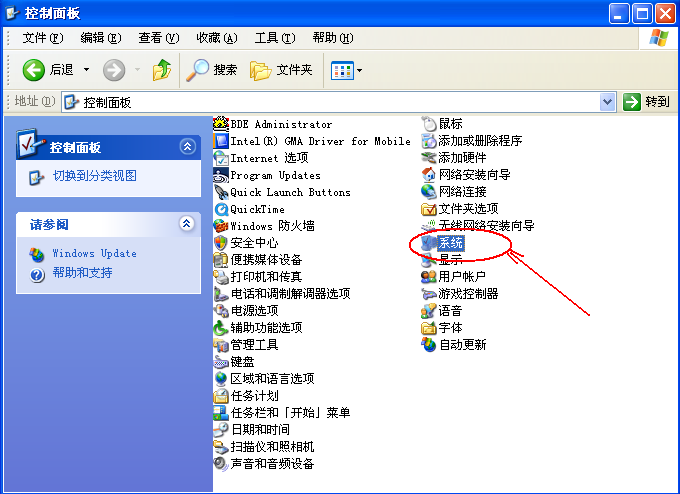 控制面板
文件(F) 编辑(E) 查看(V) 收藏(A) 工具(T) 帮助(H)
后退 搜索 文件夹
地址(D) 控制面板 转到
控制面板
切换到分类视图
请参阅
Windows Update
帮助和支持
BDE Administrator
Intel(R) GMA Driver for Mobile
Internet 选项
Program Updates
Quick Launch Buttons
QuickTime
Windows 防火墙
安全中心
便携媒体设备
打印机和传真
电话和调制解调器选项
电源选项
辅助功能选项
管理工具
键盘
区域和语言选项
任务计划
任务栏和「开始」菜单
日期和时间
扫描仪和照相机
声音和音频设备
鼠标
添加或删除程序
添加硬件
网络安装向导
网络连接
文件夹选项
无线网络安装向导
系统
显示
用户帐户
游戏控制器
语音
字体
自动更新